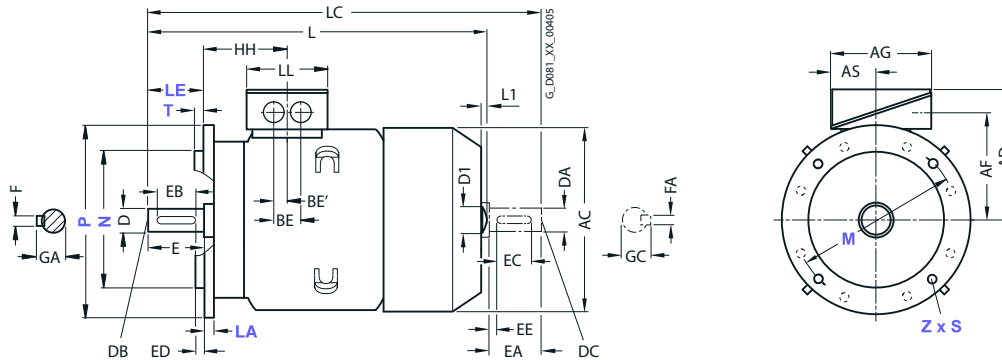 LC
L
HH
LL
LE
T
L1
G_D081_XX_00405
AG
AS
AF
AD
F
GA
P
N
D
EB
E
BE'
BE
D1
DA
AC
FA
GC
EC
M
LA
DB
ED
EE
EA
DC
Z x S